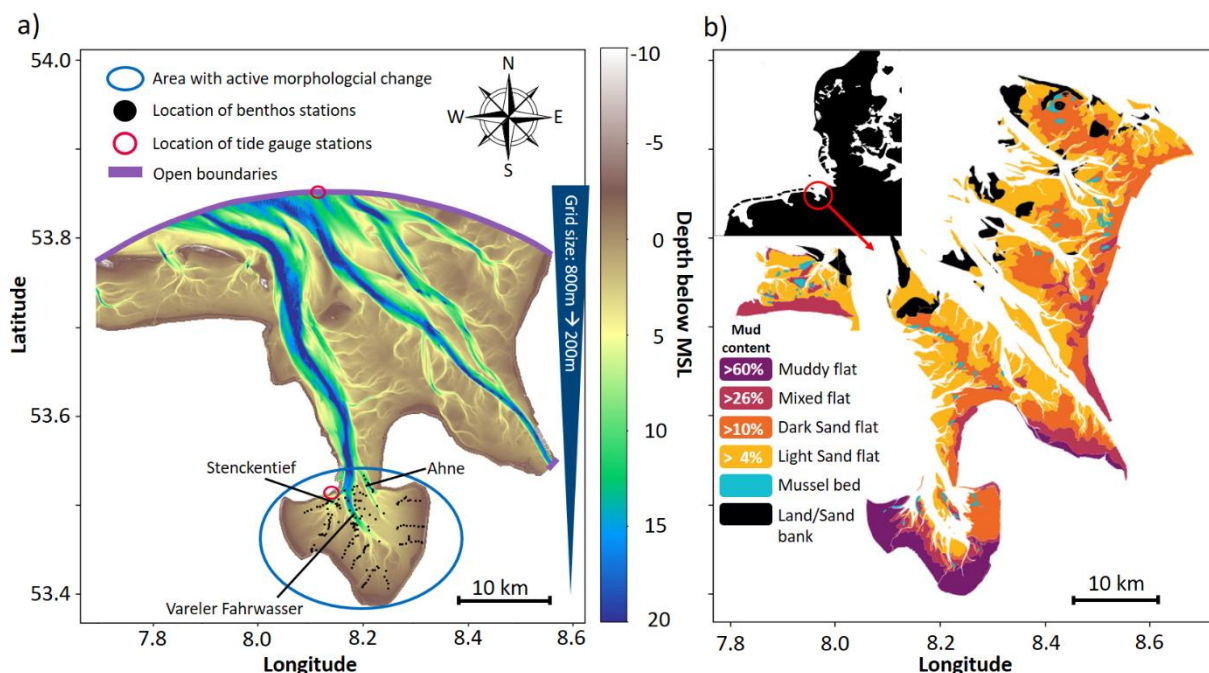 a)
54.0
53.8
53.6
53.4
Latitude
7.8
8.0
8.2
8.4
8.6
Longitude
Area with active morphologcial change
Location of benthos stations
Location of tide gauge stations
Open boundaries
N
W
E
S
Grid size: 800m → 200m
Stenckentief
Ahne
Vareler Fahrwasser
10 km
-10
-5
0
5
10
15
20
Depth below MSL
b)
Mud
content
>60% Muddy flat
>26% Mixed flat
>10% Dark Sand flat
> 4% Light Sand flat
Mussel bed
Land/Sand
bank
10 km
7.8
8.0
8.2
8.4
8.6
Longitude